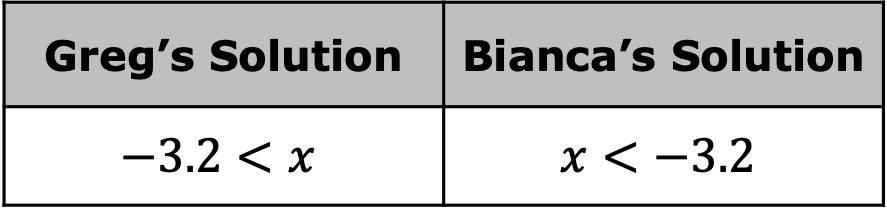 Greg’s Solution Bianca’s Solution
−3.2 < x x < −3.2